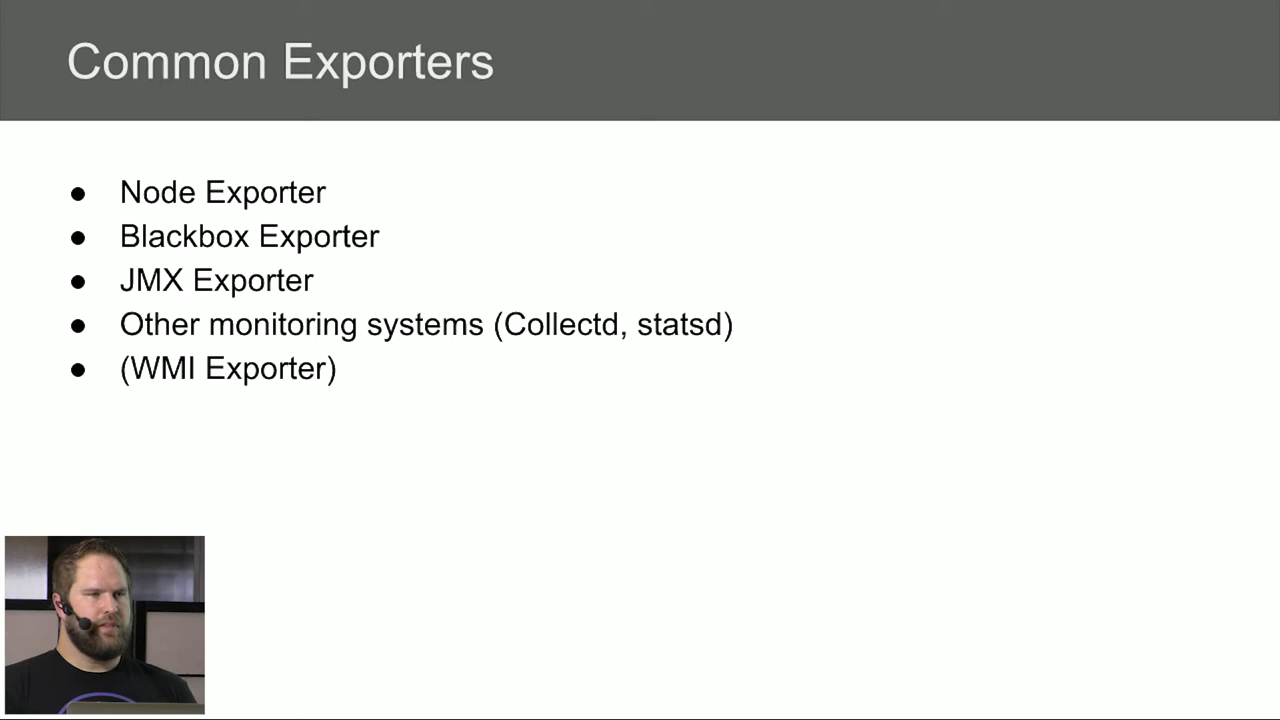 Common Exporters
● Node Exporter
● Blackbox Exporter
● JMX Exporter
● Other monitoring systems (Collectd, statsd)
● (WMI Exporter)